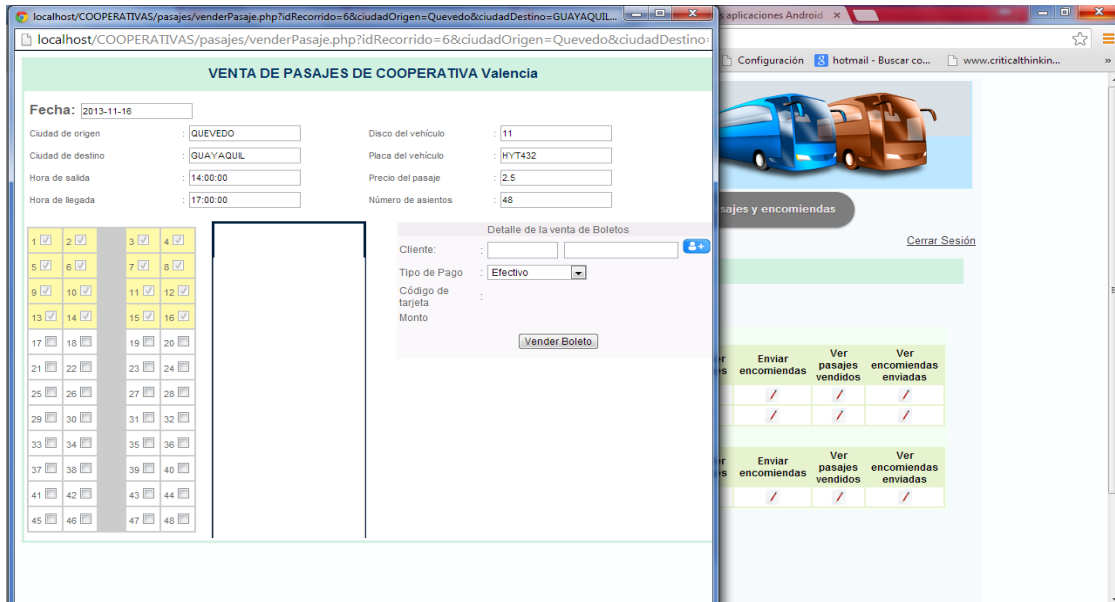 localhost/COOPERATIVAS/pasajes/venderPasaje.php?idRecorrido=6&ciudadOrigen=Quevedo&ciudadDestino=GUAYAQUIL...
s aplicaciones Android
localhost/COOPERATIVAS/pasajes/venderPasaje.php?idRecorrido=6&ciudadOrigen=Quevedo&ciudadDestino=
Configuración hotmail - Buscar co... www.criticalthinkin... »
VENTA DE PASAJES DE COOPERATIVA Valencia
Fecha: 2013-11-16
Ciudad de origen : QUEVEDO Disco del vehículo : 11
Ciudad de destino : GUAYAQUIL Placa del vehículo : HYT432
Hora de salida : 14:00:00 Precio del pasaje : 2.5
Hora de llegada : 17:00:00 Número de asientos : 48
sajes y encomiendas
Cerrar Sesión
1 2 3 4
5 6 7 8
9 10 11 12
13 14 15 16
17 18 19 20
21 22 23 24
25 26 27 28
29 30 31 32
33 34 35 36
37 38 39 40
41 42 43 44
45 46 47 48
Detalle de la venta de Boletos
Cliente: :
Tipo de Pago : Efectivo
Código de
tarjeta :
Monto
Vender Boleto
Enviar
encomiendas
Ver
pasajes
vendidos
Ver
encomiendas
enviadas
Enviar
encomiendas
Ver
pasajes
vendidos
Ver
encomiendas
enviadas